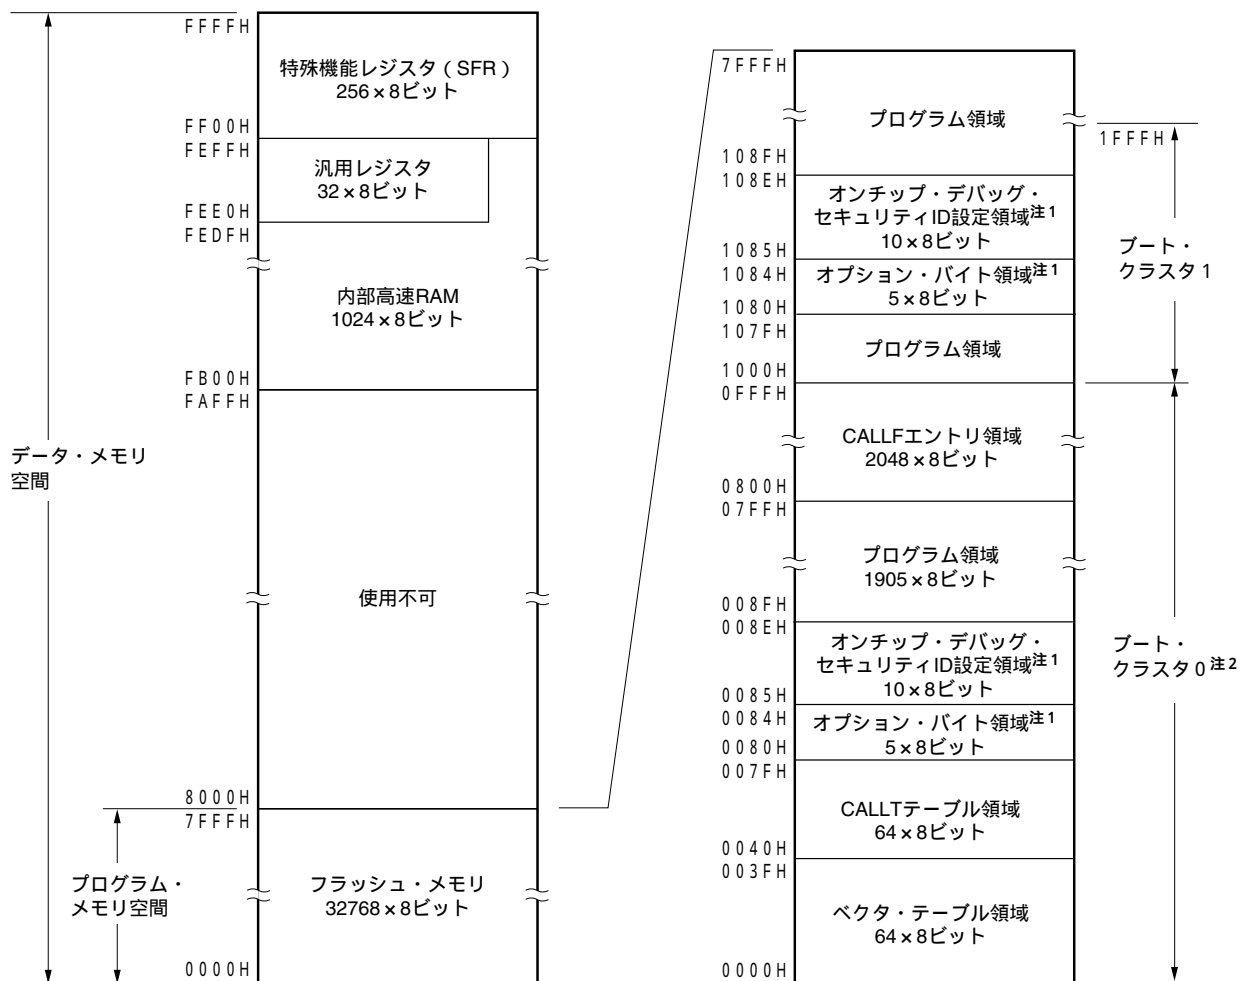 FFFFH
特殊機能レジスタ（SFR）
256×8ビット
FF00H
FEFFH
汎用レジスタ
32×8ビット
FEE0H
FEDFH
内部高速RAM
1024×8ビット
FB00H
FAFFH
データ・メモリ
空間
使用不可
8000H
7FFFH
プログラム・
メモリ空間
フラッシュ・メモリ
32768×8ビット
0000H
7FFFH
プログラム領域
1FFFH
108FH
108EH
オンチップ・デバッグ・
セキュリティID設定領域注1
10×8ビット
1085H
1084H
オプション・バイト領域注1
5×8ビット
1080H
107FH
プログラム領域
1000H
0FFFH
ブート・
クラスタ1
CALLFエントリ領域
2048×8ビット
0800H
07FFH
プログラム領域
1905×8ビット
008FH
008EH
オンチップ・デバッグ・
セキュリティID設定領域注1
10×8ビット
0085H
0084H
オプション・バイト領域注1
5×8ビット
0080H
007FH
ブート・
クラスタ0注2
CALLTテーブル領域
64×8ビット
0040H
003FH
ベクタ・テーブル領域
64×8ビット
0000H